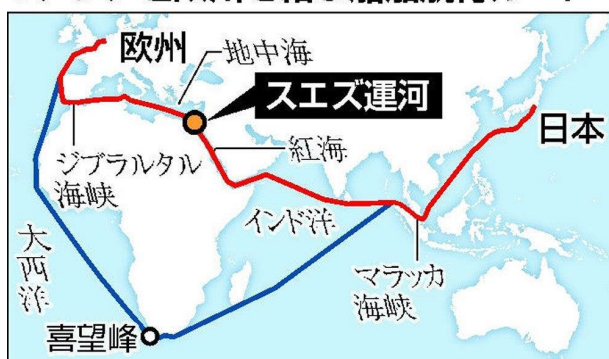 欧州
地中海
スエズ運河
日本
ジブラルタル
海峡
紅海
インド洋
マラッカ
海峡
大西洋
喜望峰